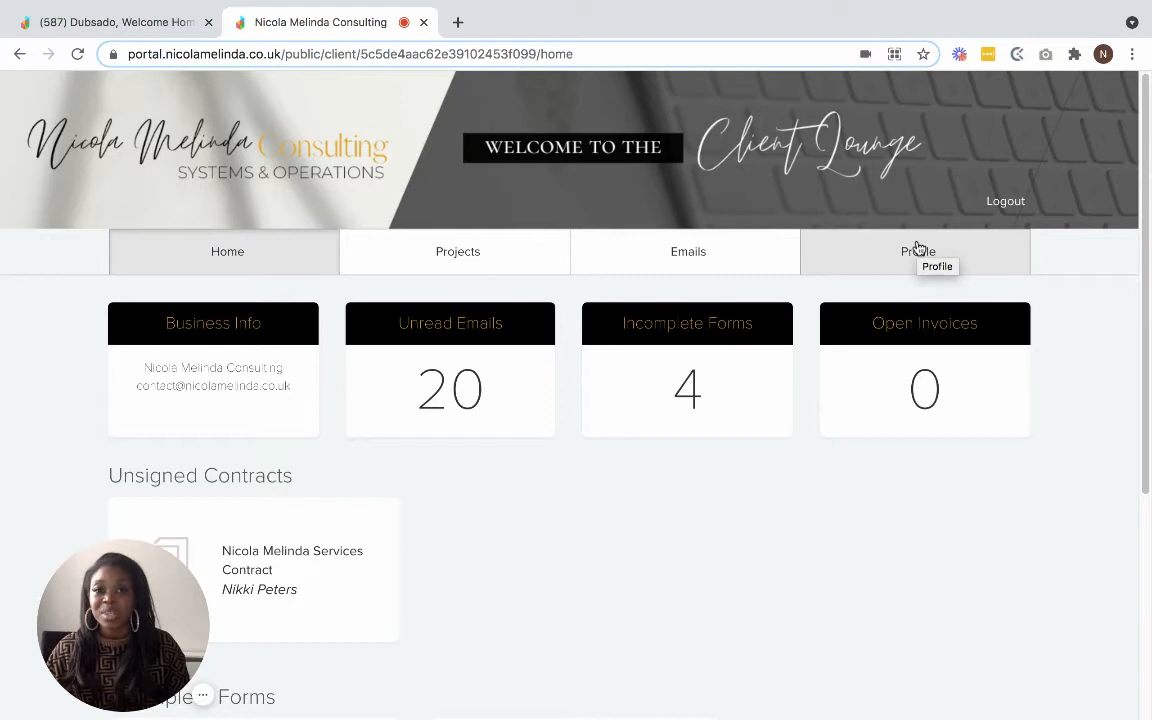 (587) Dubsado, Welcome Hom
Nicola Melinda Consulting
portal.nicolamelinda.co.uk/public/client/5c5de4aac62e39102453f099/home
N
Nicola Melinda Consulting
SYSTEMS & OPERATIONS
WELCOME TO THE Client Lounge
Logout
Home
Projects
Emails
Profile
Profile
Business Info
Unread Emails
Incomplete Forms
Open Invoices
Nicola Melinda Consulting
contact@nicolamelinda.co.uk
20
4
0
Unsigned Contracts
Nicola Melinda Services
Contract
Nikki Peters
Forms